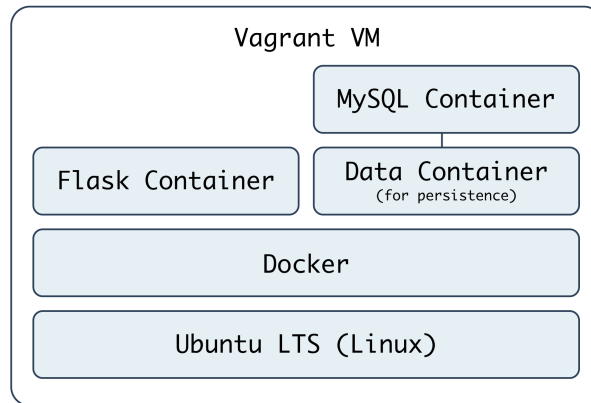 Vagrant VM
MySQL Container
Flask Container
Data Container
(for persistence)
Docker
Ubuntu LTS (Linux)